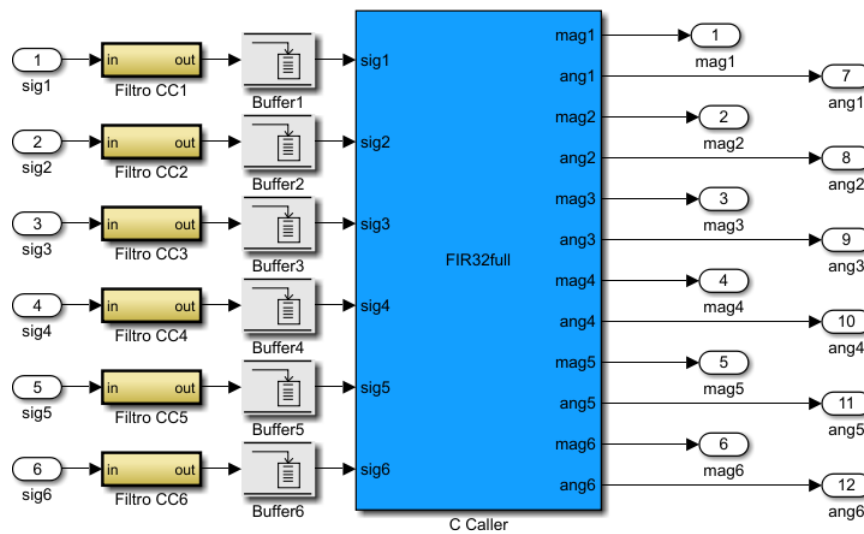 1
sig1
in out
Filtro CC1
Buffer1
2
sig2
in out
Filtro CC2
Buffer2
3
sig3
in out
Filtro CC3
Buffer3
4
sig4
in out
Filtro CC4
Buffer4
5
sig5
in out
Filtro CC5
Buffer5
6
sig6
in out
Filtro CC6
Buffer6
sig1
sig2
sig3
sig4
sig5
sig6
FIR32full
mag1
ang1
mag2
ang2
mag3
ang3
mag4
ang4
mag5
ang5
mag6
ang6
C Caller
1
mag1
7
ang1
2
mag2
8
ang2
3
mag3
9
ang3
4
mag4
10
ang4
5
mag5
11
ang5
6
mag6
12
ang6